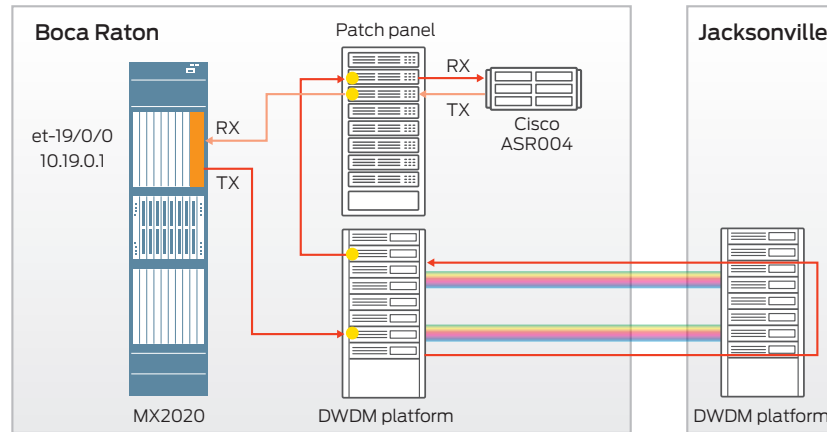 Boca Raton
Patch panel
Jacksonville
RX
TX
Cisco
ASR004
et-19/0/0
10.19.0.1
RX
TX
MX2020
DWDM platform
DWDM platform